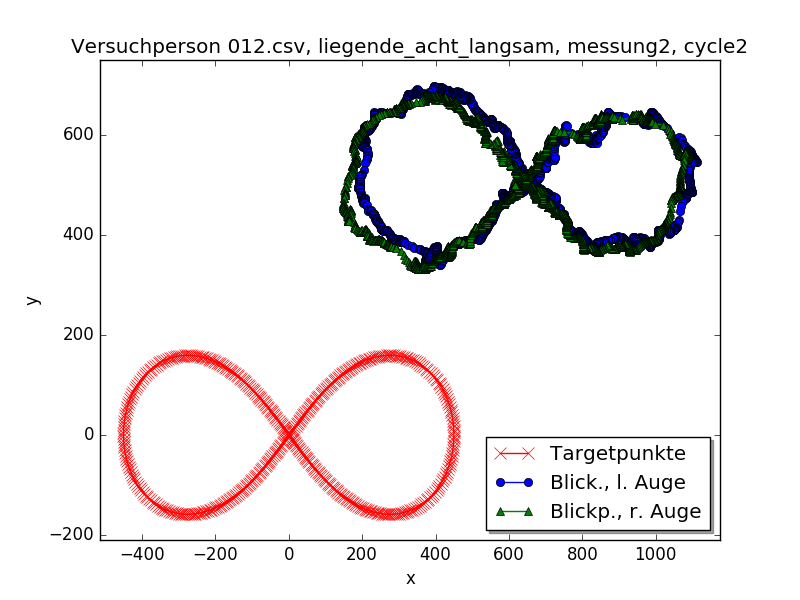 Versuchperson 012.csv, liegende_acht_langsam, messung2, cycle2
y
600
400
200
0
−200
Targetpunkte
Blick., l. Auge
Blickp., r. Auge
−400 −200 0 200 400 600 800 1000
x